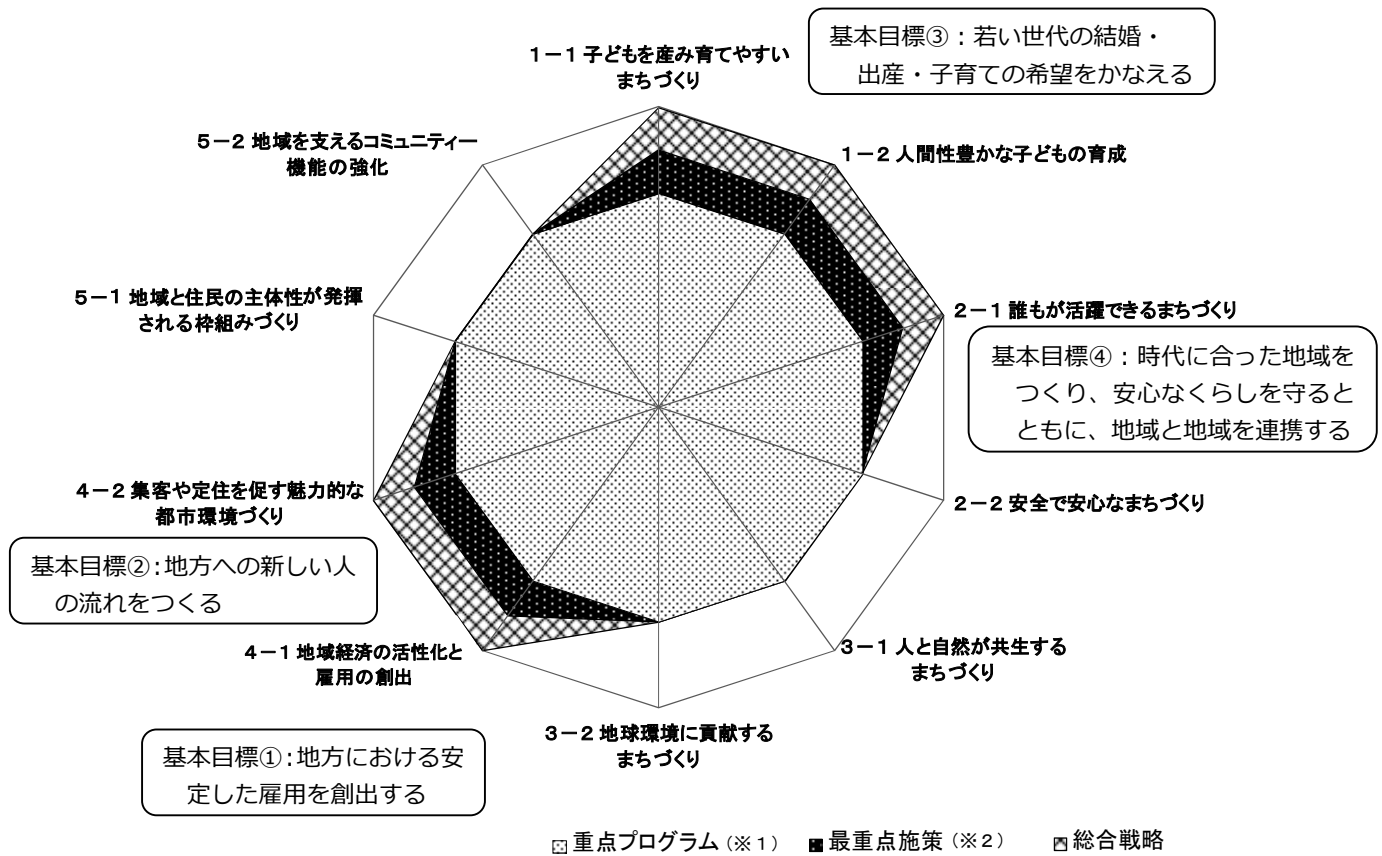 基本目標③：若い世代の結婚・
出産・子育ての希望をかなえる
1－1 子どもを産み育てやすい
まちづくり
5－2 地域を支えるコミュニティー
機能の強化
1－2 人間性豊かな子どもの育成
5－1 地域と住民の主体性が発揮
される枠組みづくり
2－1 誰もが活躍できるまちづくり
基本目標④：時代に合った地域を
つくり、安心なくらしを守ると
ともに、地域と地域を連携する
4－2 集客や定住を促す魅力的な
都市環境づくり
2－2 安全で安心なまちづくり
基本目標②：地方への新しい人
の流れをつくる
4－1 地域経済の活性化と
雇用の創出
3－1 人と自然が共生する
まちづくり
3－2 地球環境に貢献する
まちづくり
基本目標①：地方における安
定した雇用を創出する
重点プログラム（※1） 最重点施策（※2） 総合戦略